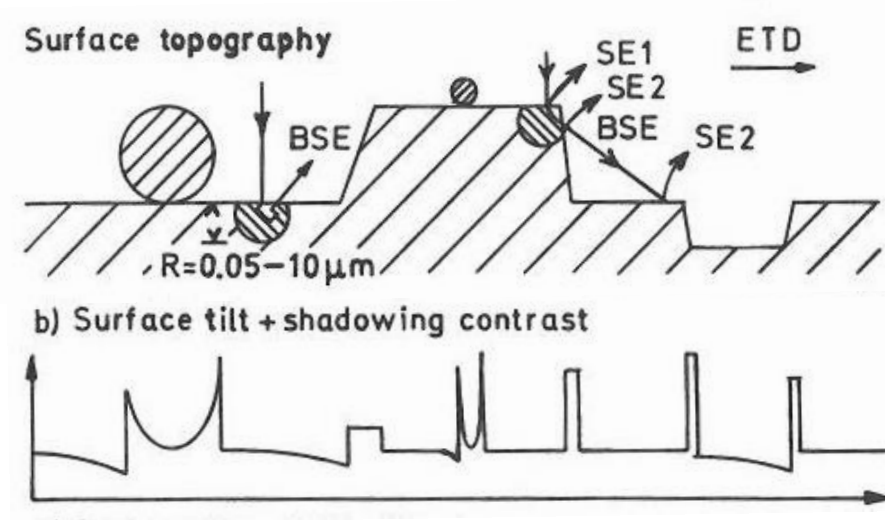 Surface topography
ETD
SE1
SE2
BSE
BSE
SE2
R=0.05-10μm
b) Surface tilt + shadowing contrast